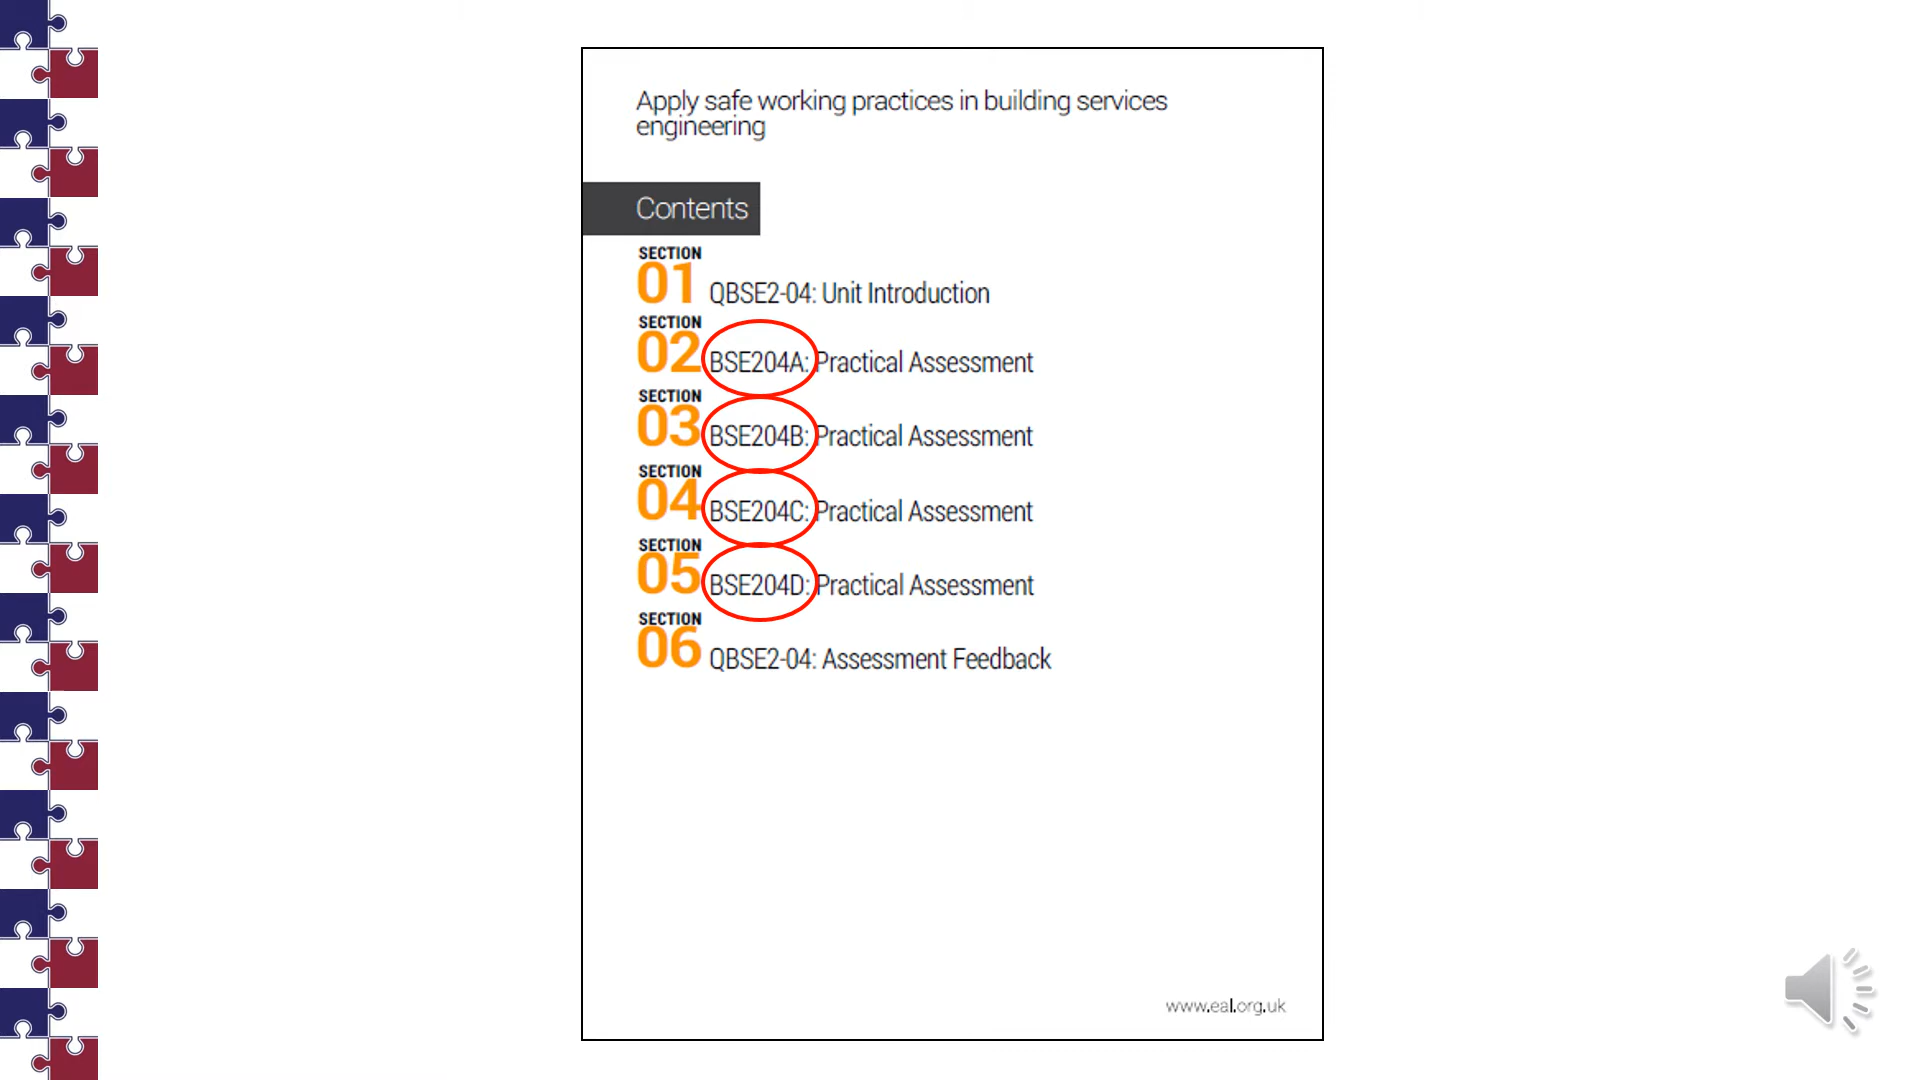 Apply safe working practices in building services
engineering
Contents
SECTION
01 QBSE2-04: Unit Introduction
SECTION
02 BSE204A: Practical Assessment
SECTION
03 BSE204B: Practical Assessment
SECTION
04 BSE204C: Practical Assessment
SECTION
05 BSE204D: Practical Assessment
SECTION
06 QBSE2-04: Assessment Feedback
www.eal.org.uk